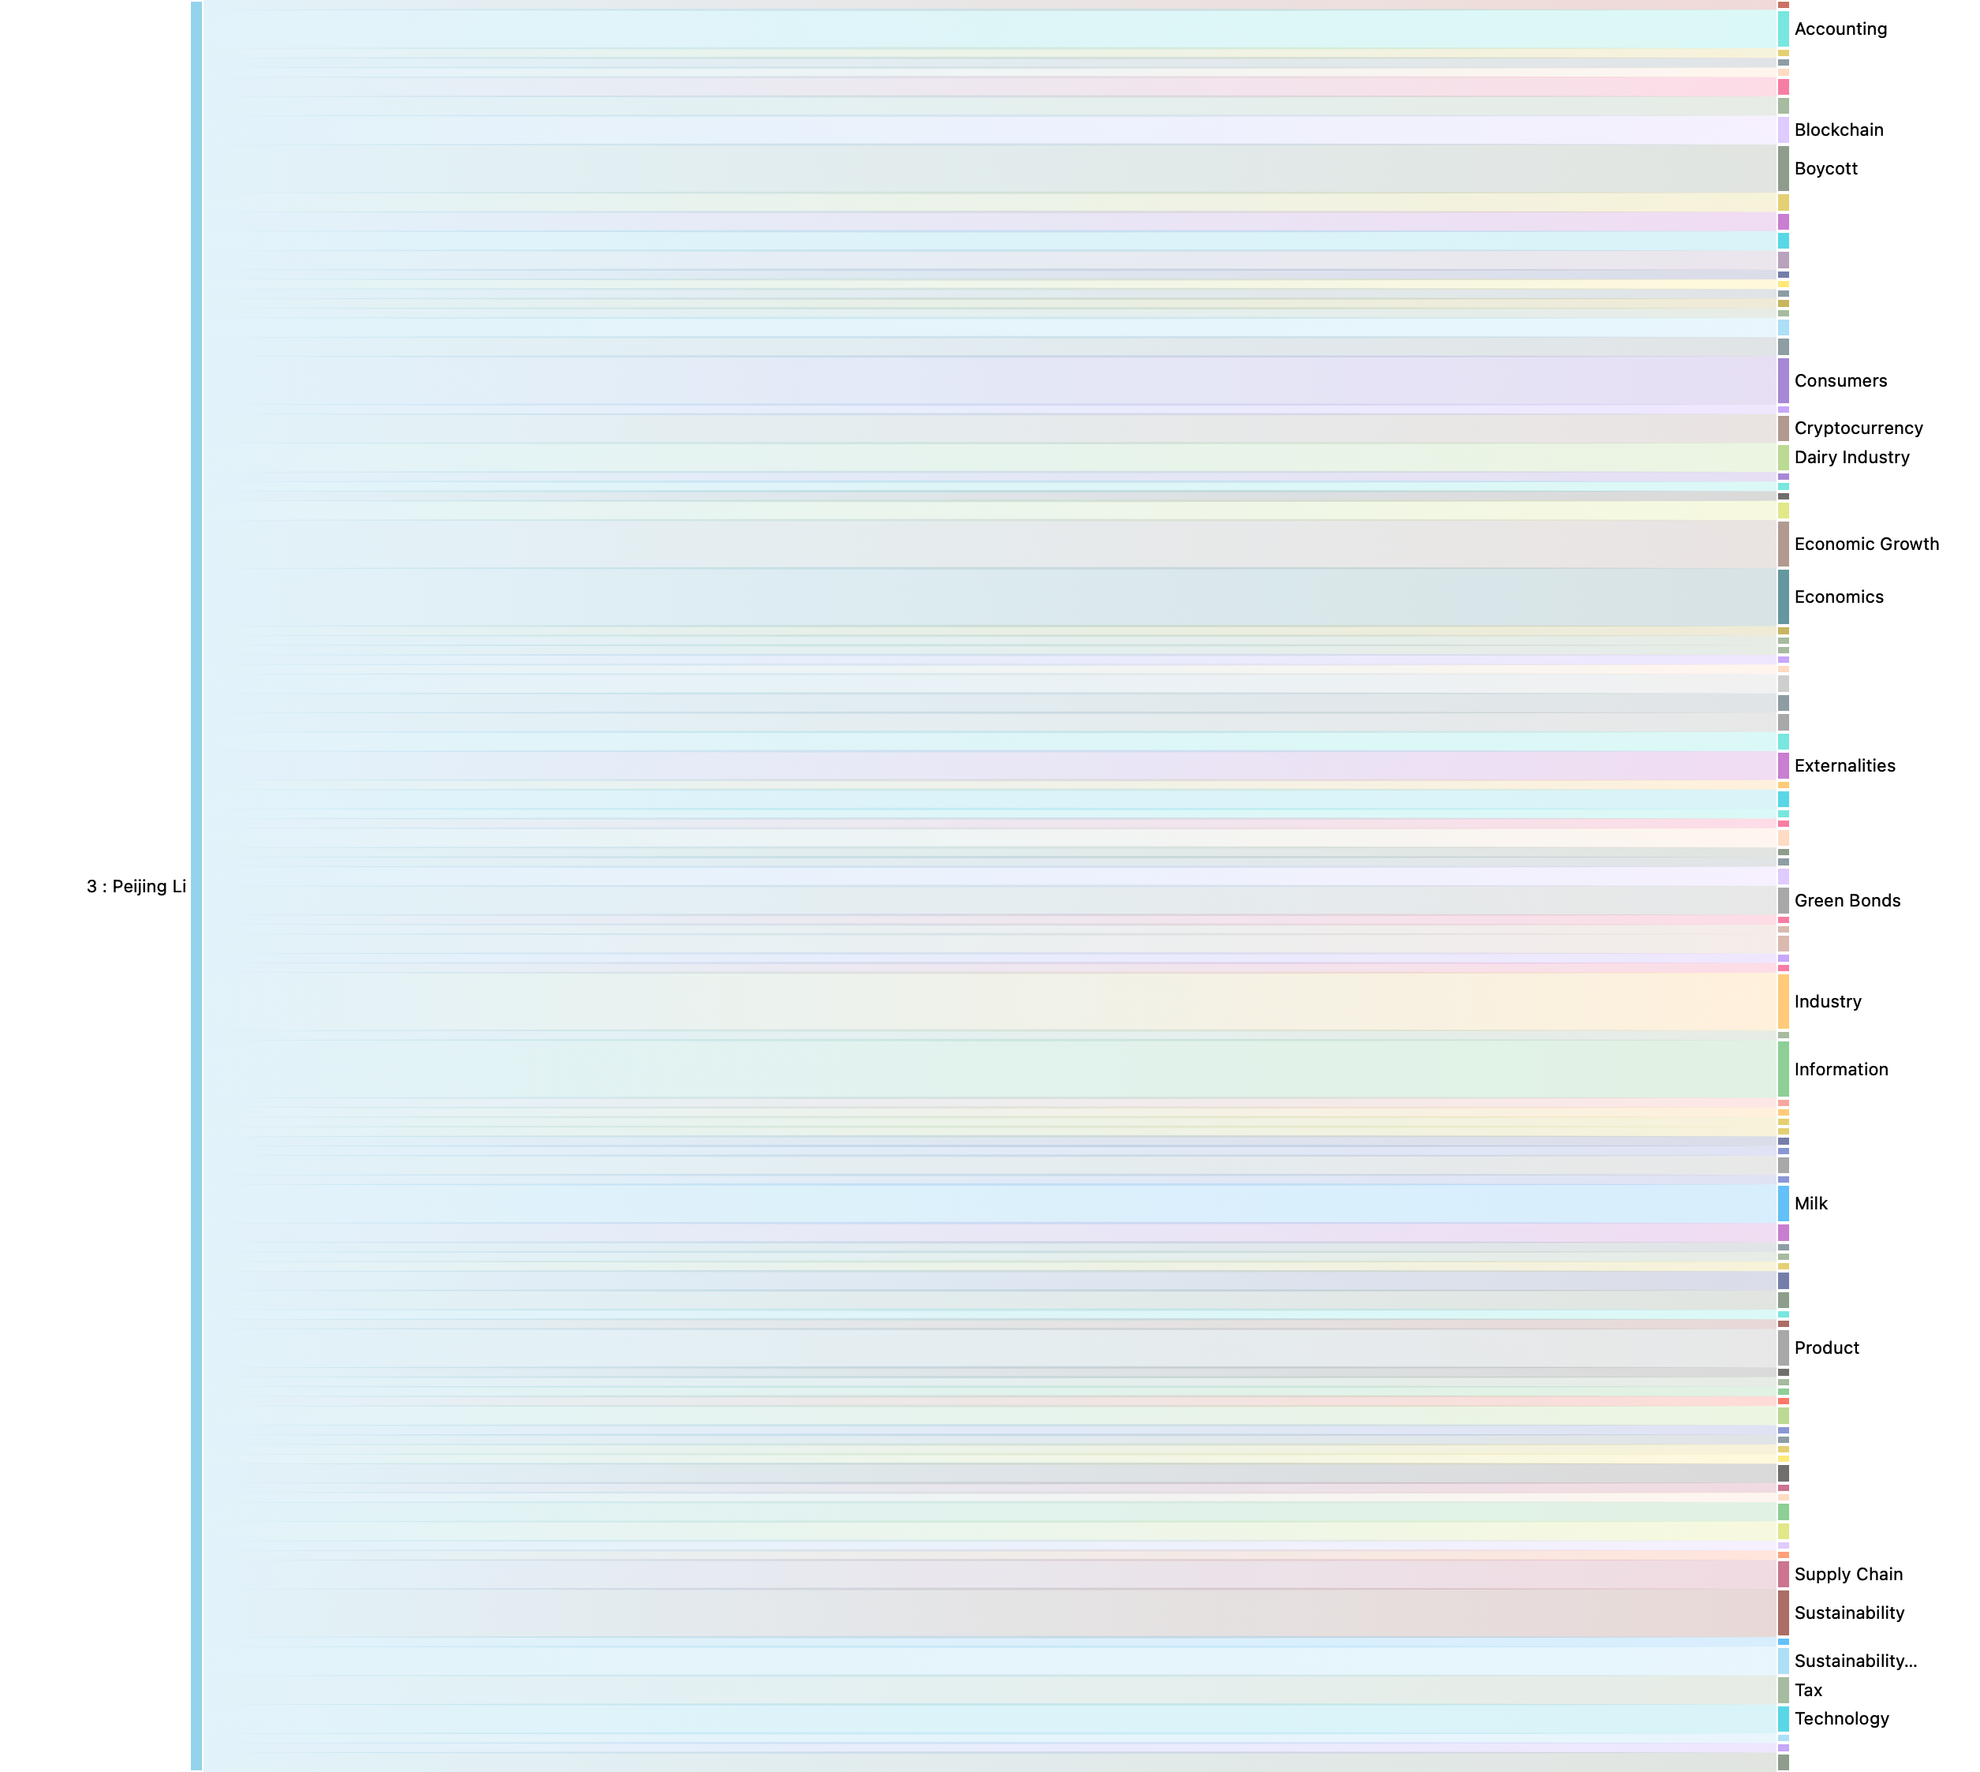 Accounting
Blockchain
Boycott
Consumers
Cryptocurrency
Dairy Industry
Economic Growth
Economics
Externalities
3 : Peijing Li
Green Bonds
Industry
Information
Milk
Product
Supply Chain
Sustainability
Sustainability...
Tax
Technology